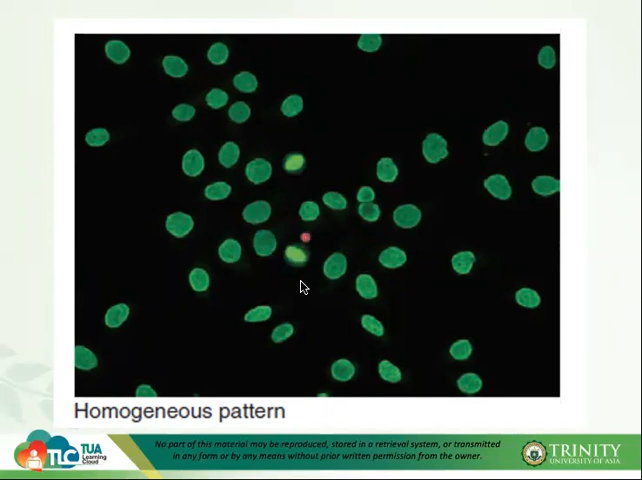 Homogeneous pattern
TLC
TUA
Learning
Cloud
No part of this material may be reproduced, stored in a retrieval system, or transmitted
in any form or by any means without prior written permission from the owner.
TRINITY
UNIVERSITY OF ASIA